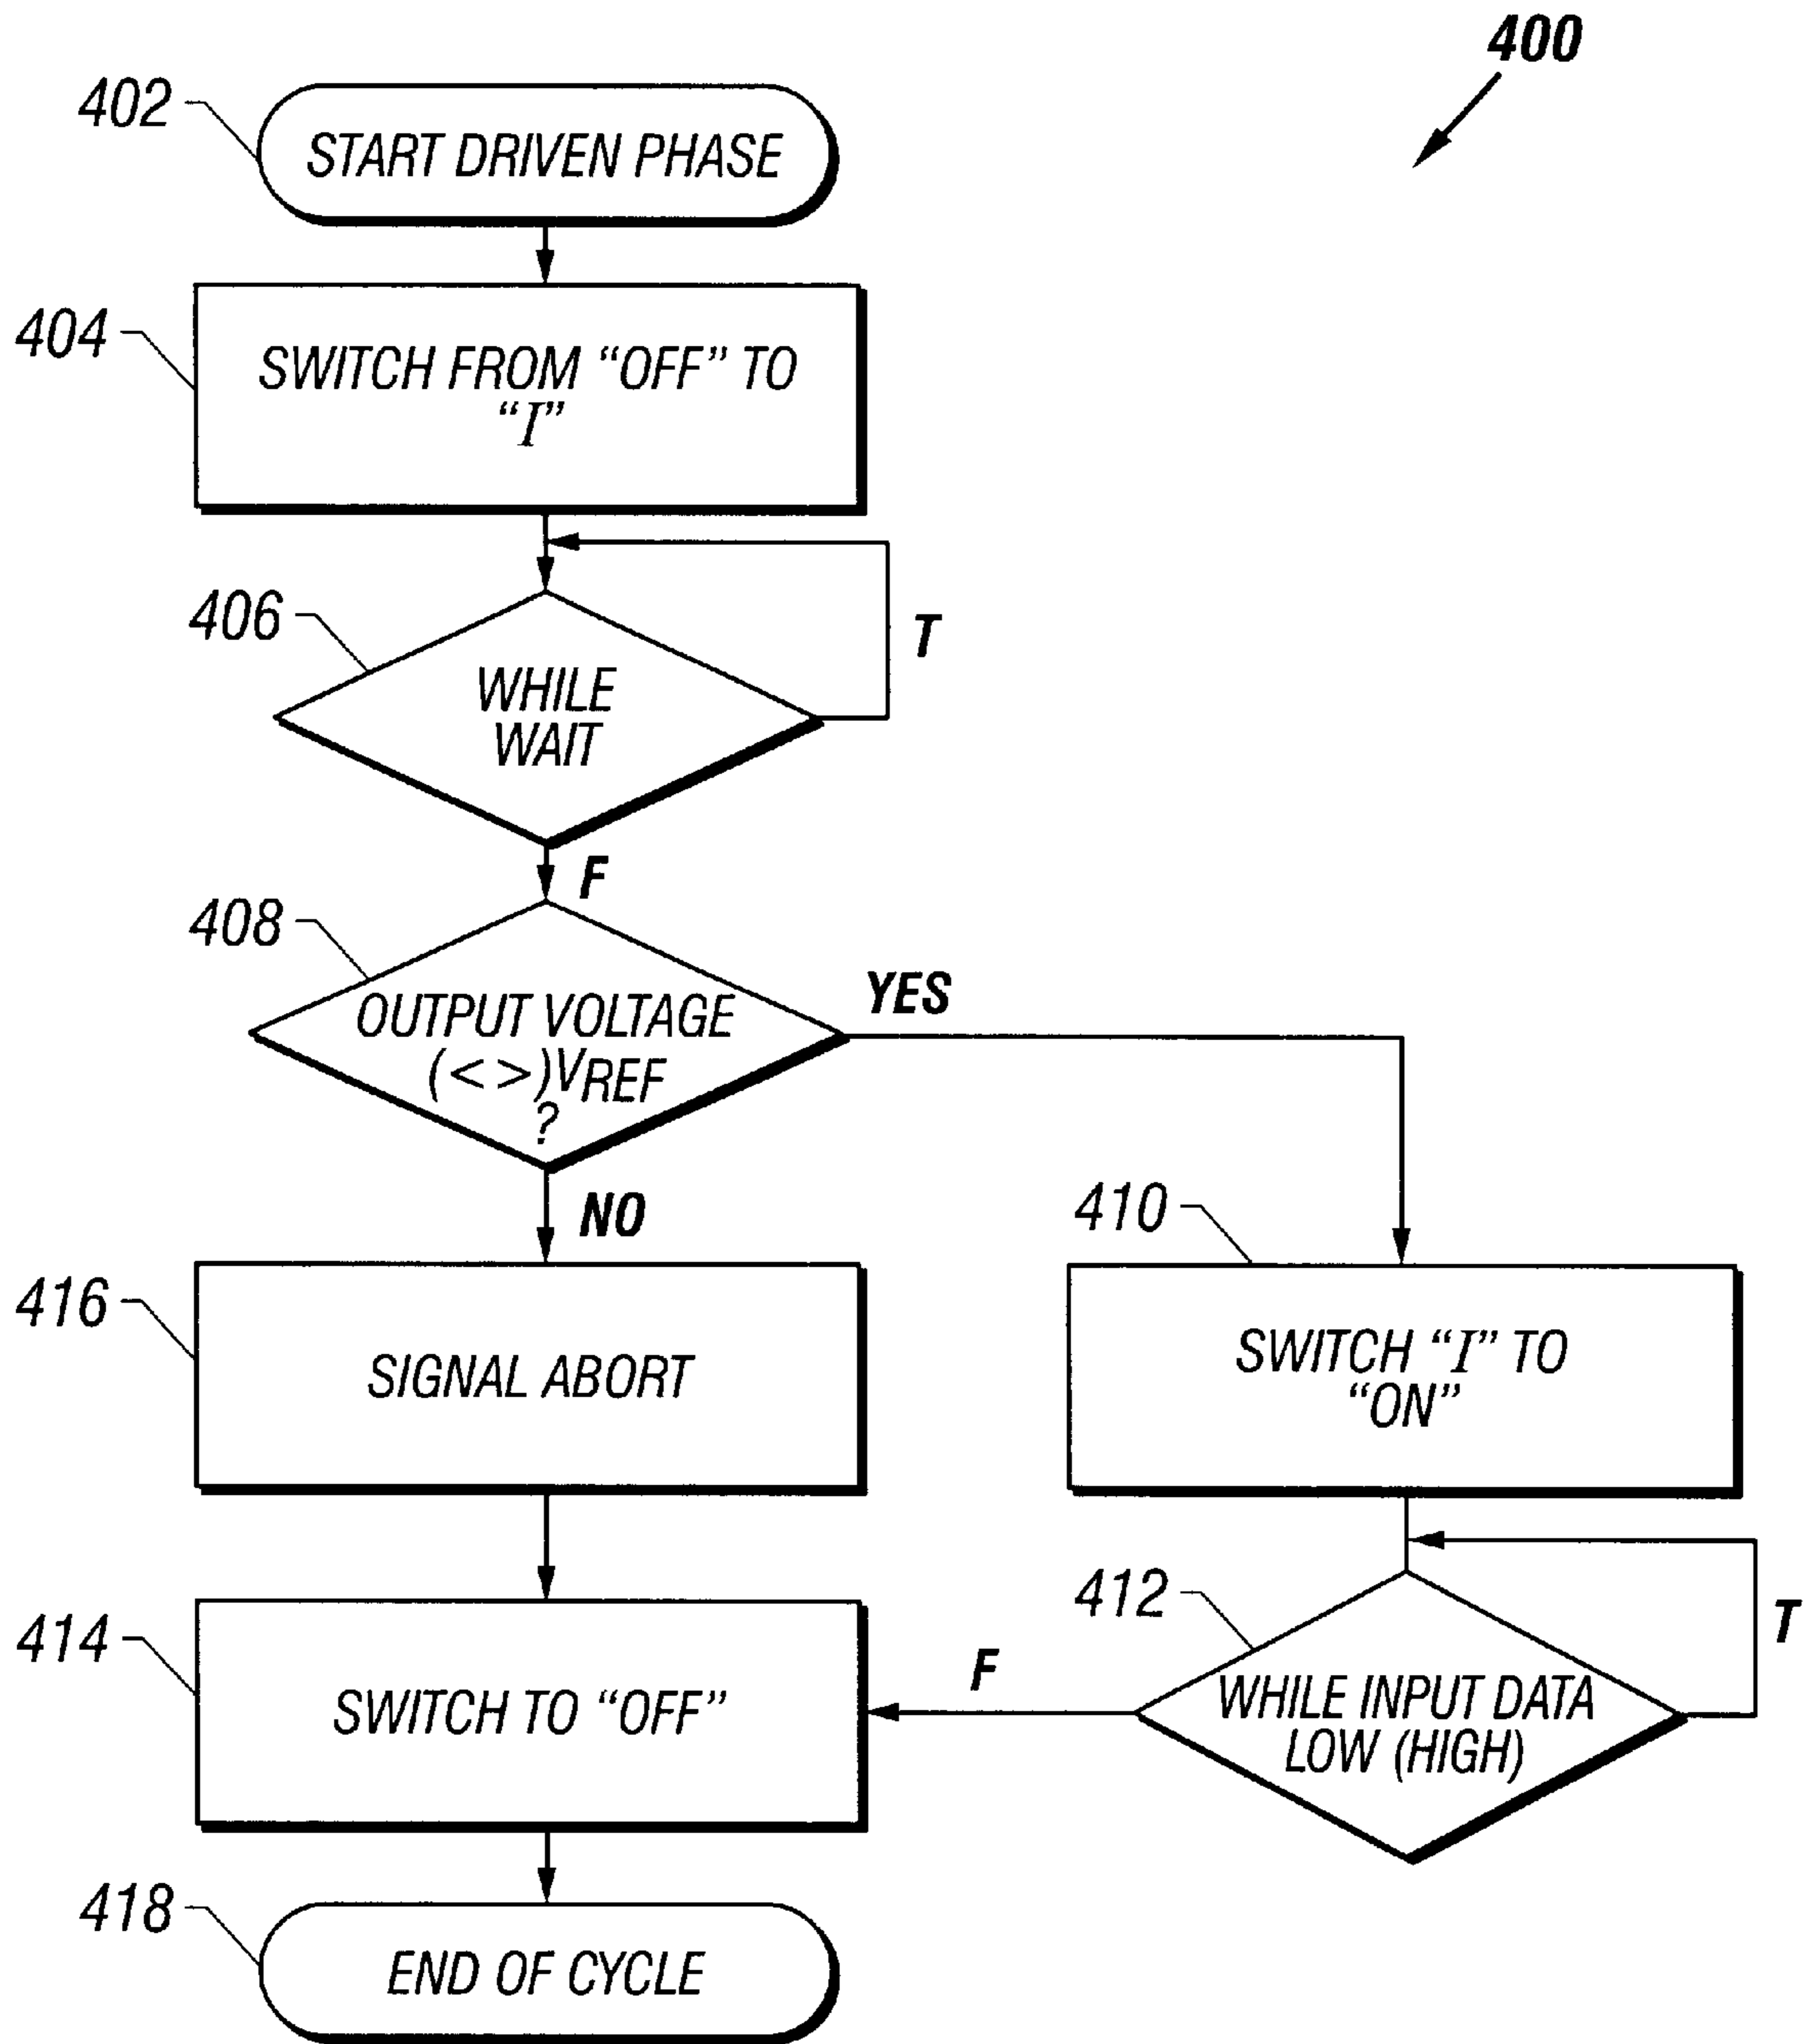 400
402
START DRIVEN PHASE
404
SWITCH FROM “OFF” TO
“I”
406
WHILE
WAIT
T
F
408
OUTPUT VOLTAGE
(< >)VREF
?
YES
NO
410
SWITCH “I” TO
“ON”
416
SIGNAL ABORT
412
WHILE INPUT DATA
LOW (HIGH)
T
F
414
SWITCH TO “OFF”
418
END OF CYCLE